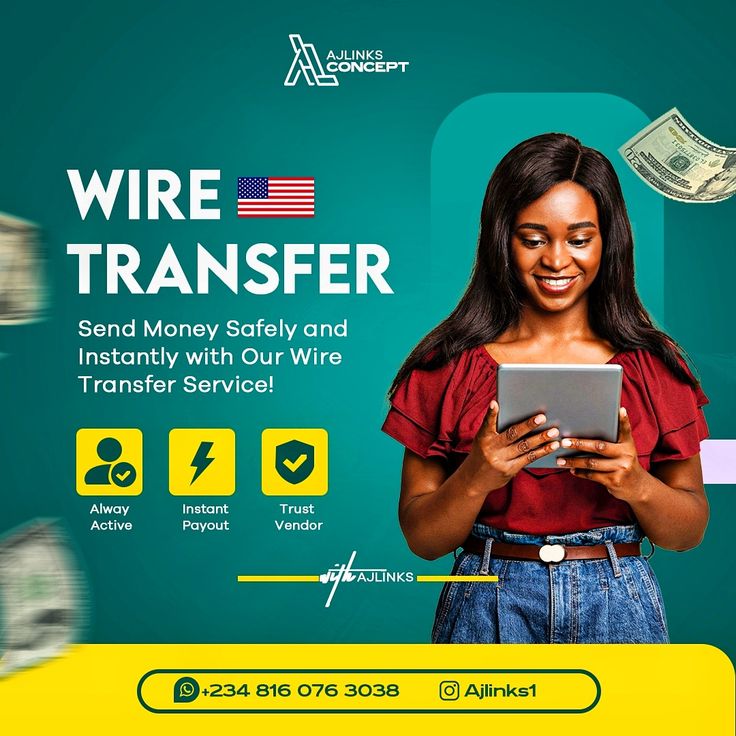 AJLINKS
CONCEPT
WIRE
TRANSFER
Send Money Safely and
Instantly with Our Wire
Transfer Service!
Alway
Active
Instant
Payout
Trust
Vendor
with AJLINKS
+234 816 076 3038
Ajlinks1